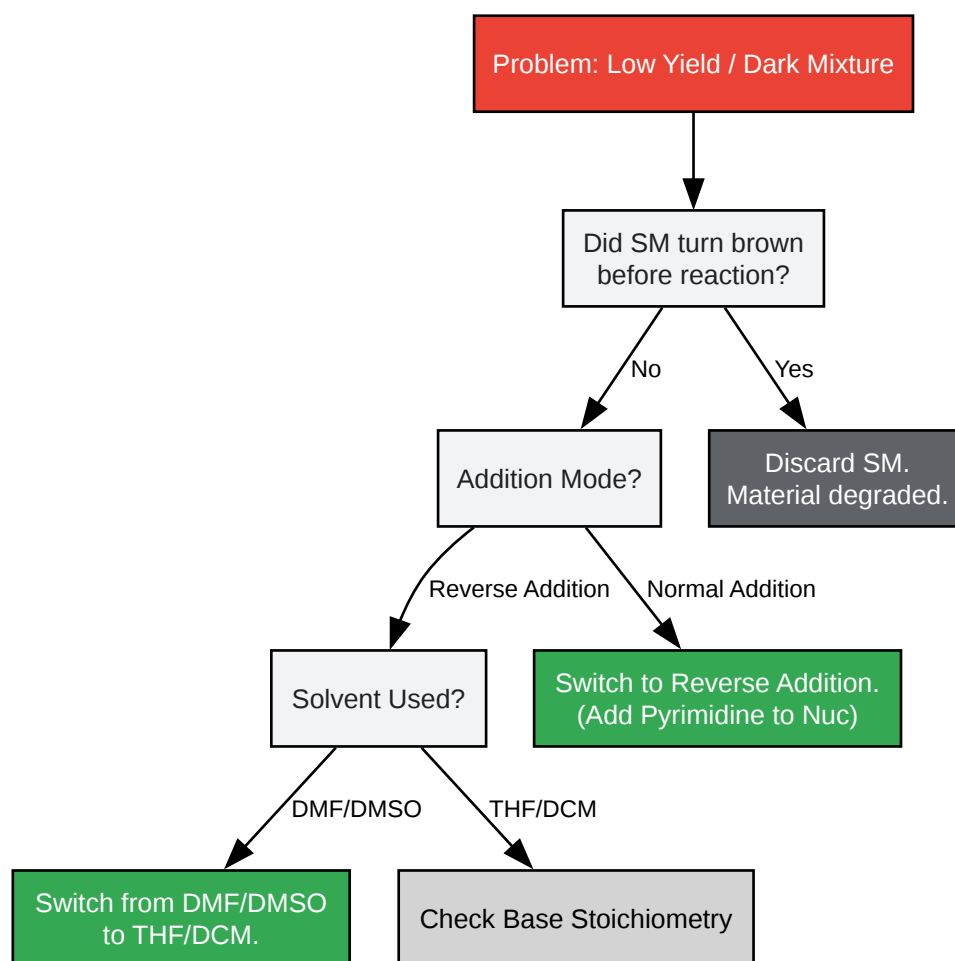 Problem: Low Yield / Dark Mixture
Did SM turn brown
before reaction?
No
Yes
Addition Mode?
Discard SM.
Material degraded.
Reverse Addition
Normal Addition
Solvent Used?
Switch to Reverse Addition.
(Add Pyrimidine to Nuc)
DMF/DMSO
THF/DCM
Switch from DMF/DMSO
to THF/DCM.
Check Base Stoichiometry